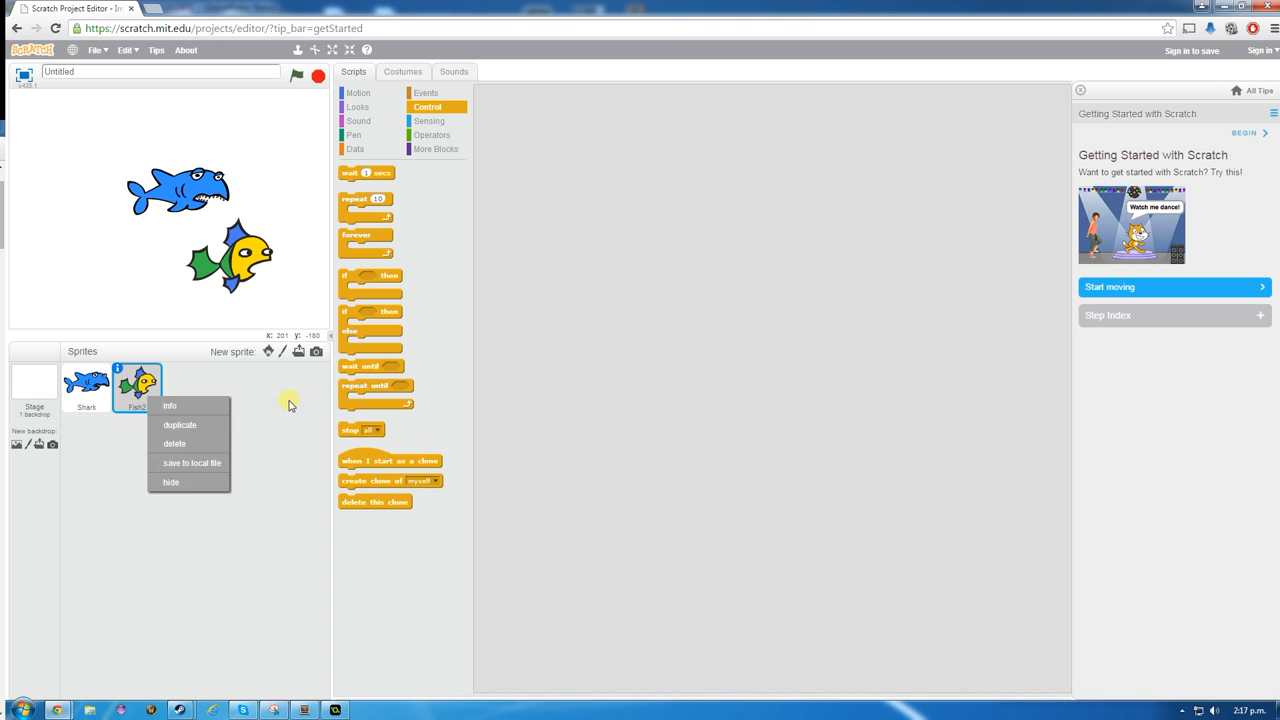 Scratch Project Editor - Im
https://scratch.mit.edu/projects/editor/?tip_bar=getStarted
SCRATCH File Edit Tips About Sign in to save Sign in
Untitled
v435.1
Scripts Costumes Sounds
Motion Events
Looks Control
Sound Sensing
Pen Operators
Data More Blocks
wait 1 secs
repeat 10
forever
if then
if then
else
wait until
repeat until
stop all
when I start as a clone
create clone of myself
delete this clone
x: 201 y: -180
Sprites New sprite:
Stage
1 backdrop
New backdrop:
Shark
Fish2
info
duplicate
delete
save to local file
hide
All Tips
Getting Started with Scratch
BEGIN
Getting Started with Scratch
Want to get started with Scratch? Try this!
Watch me dance!
Start moving
Step Index
2:17 p.m.